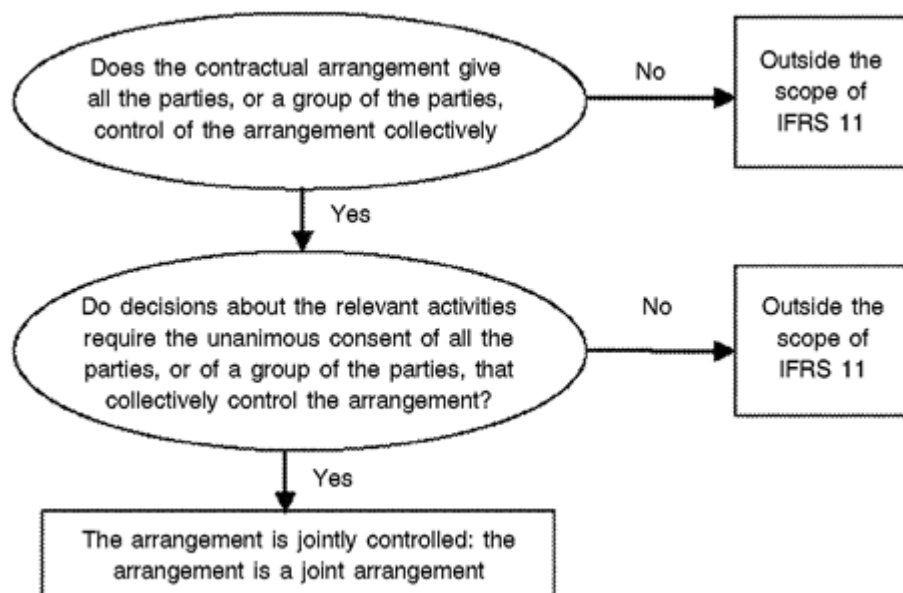 Does the contractual arrangement give
all the parties, or a group of the parties,
control of the arrangement collectively
No
Outside the
scope of
IFRS 11
Yes
Do decisions about the relevant activities
require the unanimous consent of all the
parties, or of a group of the parties, that
collectively control the arrangement?
No
Outside the
scope of
IFRS 11
Yes
The arrangement is jointly controlled: the
arrangement is a joint arrangement